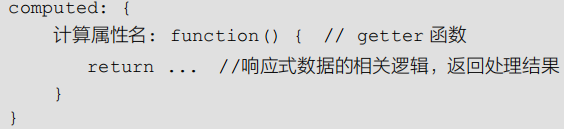 computed: {
计算属性名: function() { // getter 函数
return ... //响应式数据的相关逻辑，返回处理结果
}
}